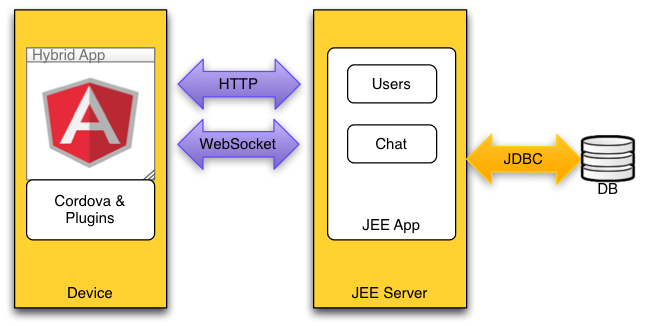 Hybrid App
A
Cordova &
Plugins
Device
HTTP
WebSocket
Users
Chat
JEE App
JEE Server
JDBC
DB